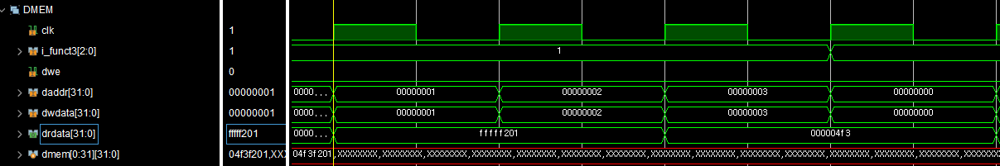 DMEM
clk 1
i_funct3[2:0] 1 1
dwe 0
daddr[31:0] 00000001 0000... 00000001 00000002 00000003 00000000
dwdata[31:0] 00000001 0000... 00000001 00000002 00000003 00000000
drdata[31:0] fffff201 0000... fffff201 000004f3
dmem[0:31][31:0] 04f3f201,XXX 04f3f201,XXXXXXXX,XXXXXXXX,XXXXXXXX,XXXXXXXX,XXXXXXXX,XXXXXXXX,XXXXXXXX,XXXXXXXX,XXXXXXXX,XXXXXXXX,XXXXXXXX,XXXXXXXX,XXXXXXXX,XXXXXXXX